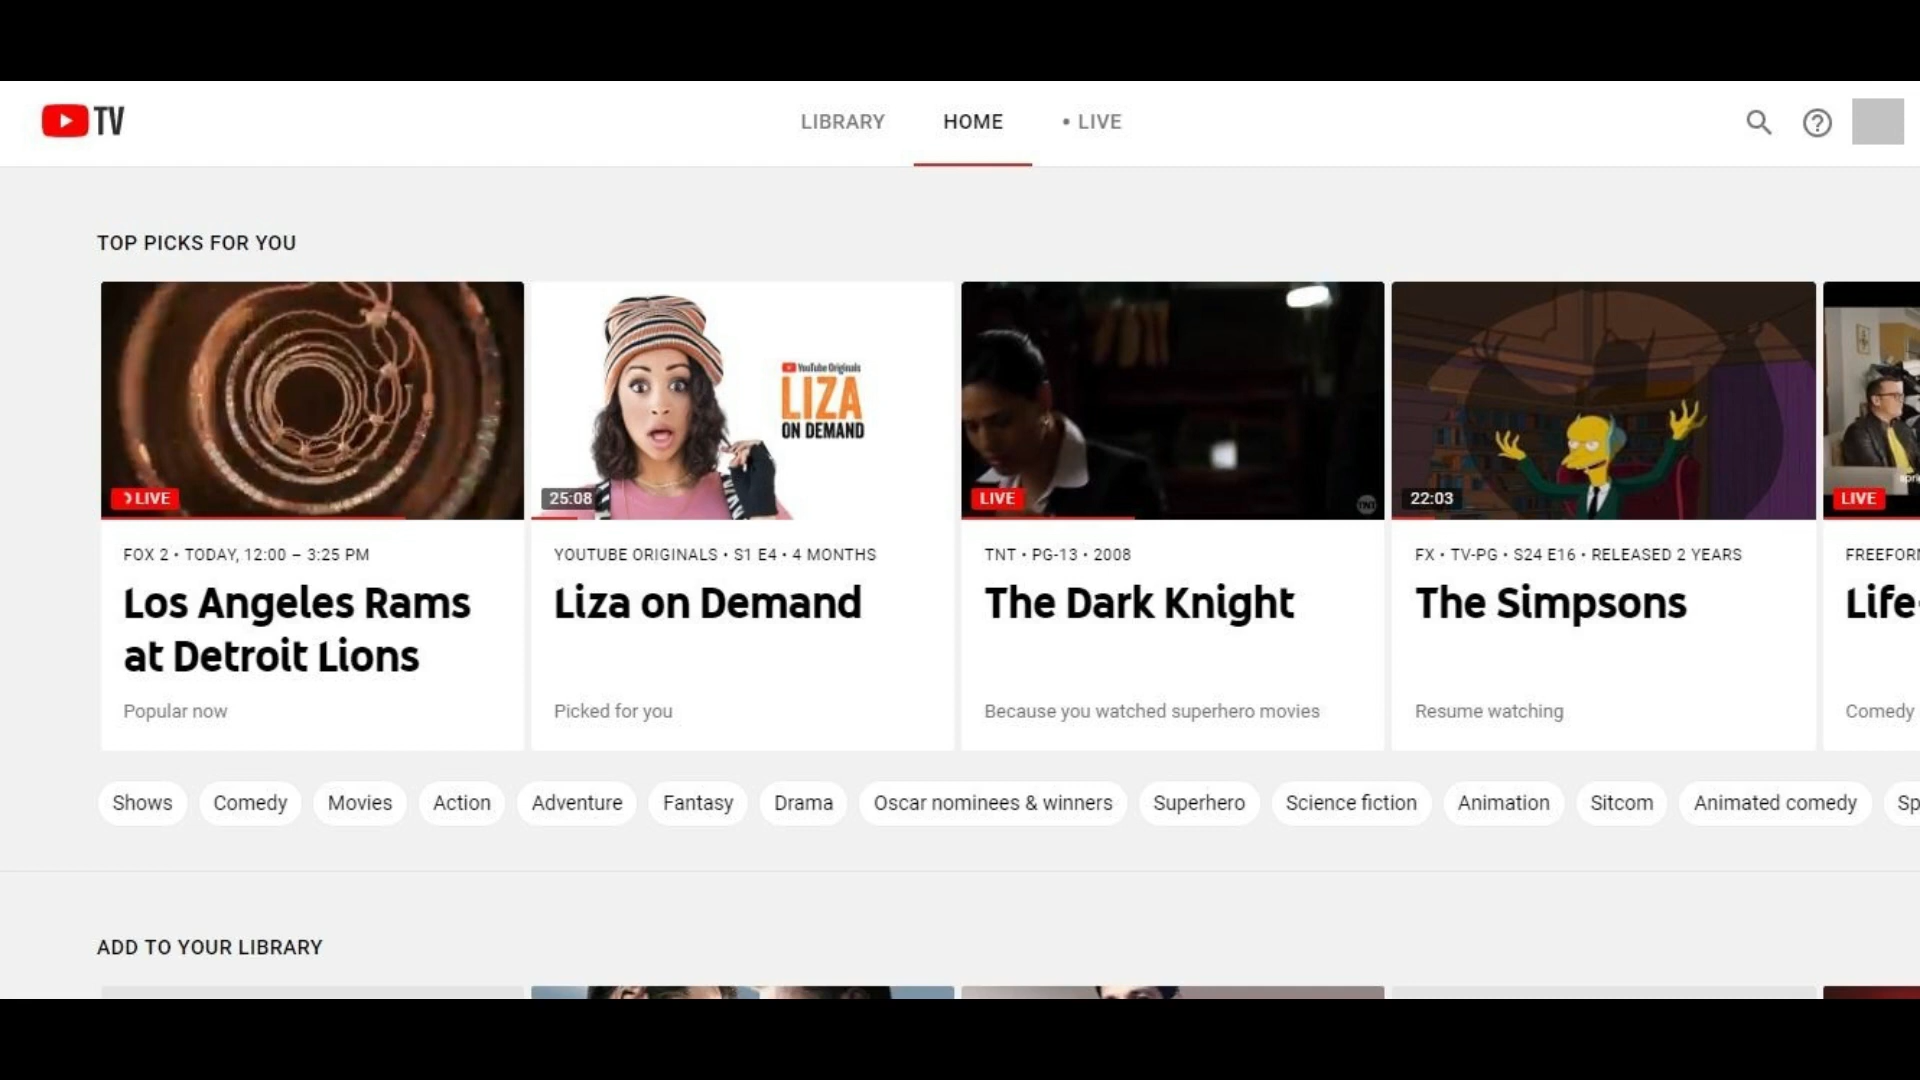 TV
LIBRARY
HOME
• LIVE
TOP PICKS FOR YOU
LIVE
FOX 2 • TODAY, 12:00 – 3:25 PM
Los Angeles Rams
at Detroit Lions
Popular now
YouTube Originals
LIZA
ON DEMAND
25:08
YOUTUBE ORIGINALS • S1 E4 • 4 MONTHS
Liza on Demand
Picked for you
LIVE
TNT
TNT • PG-13 • 2008
The Dark Knight
Because you watched superhero movies
22:03
FX • TV-PG • S24 E16 • RELEASED 2 YEARS
The Simpsons
Resume watching
LIVE
Life-
Comedy
Shows
Comedy
Movies
Action
Adventure
Fantasy
Drama
Oscar nominees & winners
Superhero
Science fiction
Animation
Sitcom
Animated comedy
Sp
ADD TO YOUR LIBRARY